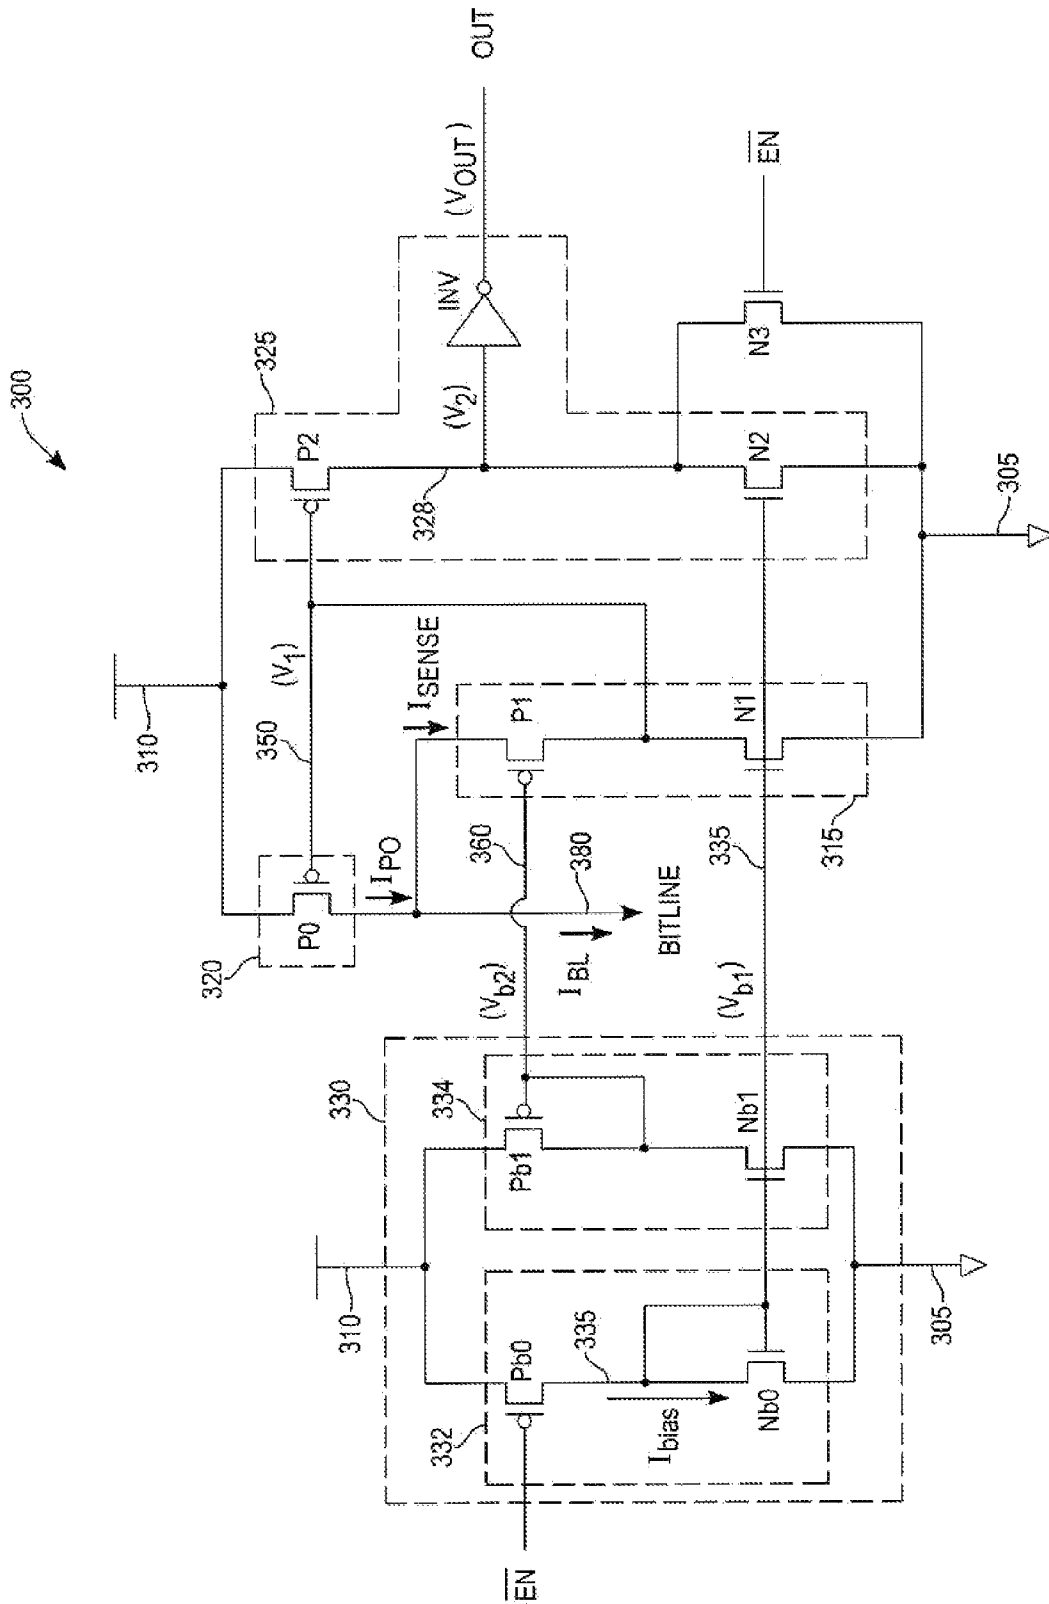 300
310
(V1)
350
320
P0
IPO
ISENSE
325
P2
328
(V2)
INV
(VOUT)
OUT
EN
N3
N2
305
P1
N1
315
360
380
IBL
BITLINE
335
(Vb2)
(Vb1)
330
334
Pb1
Nb1
310
332
Pb0
335
Ibias
Nb0
305
EN